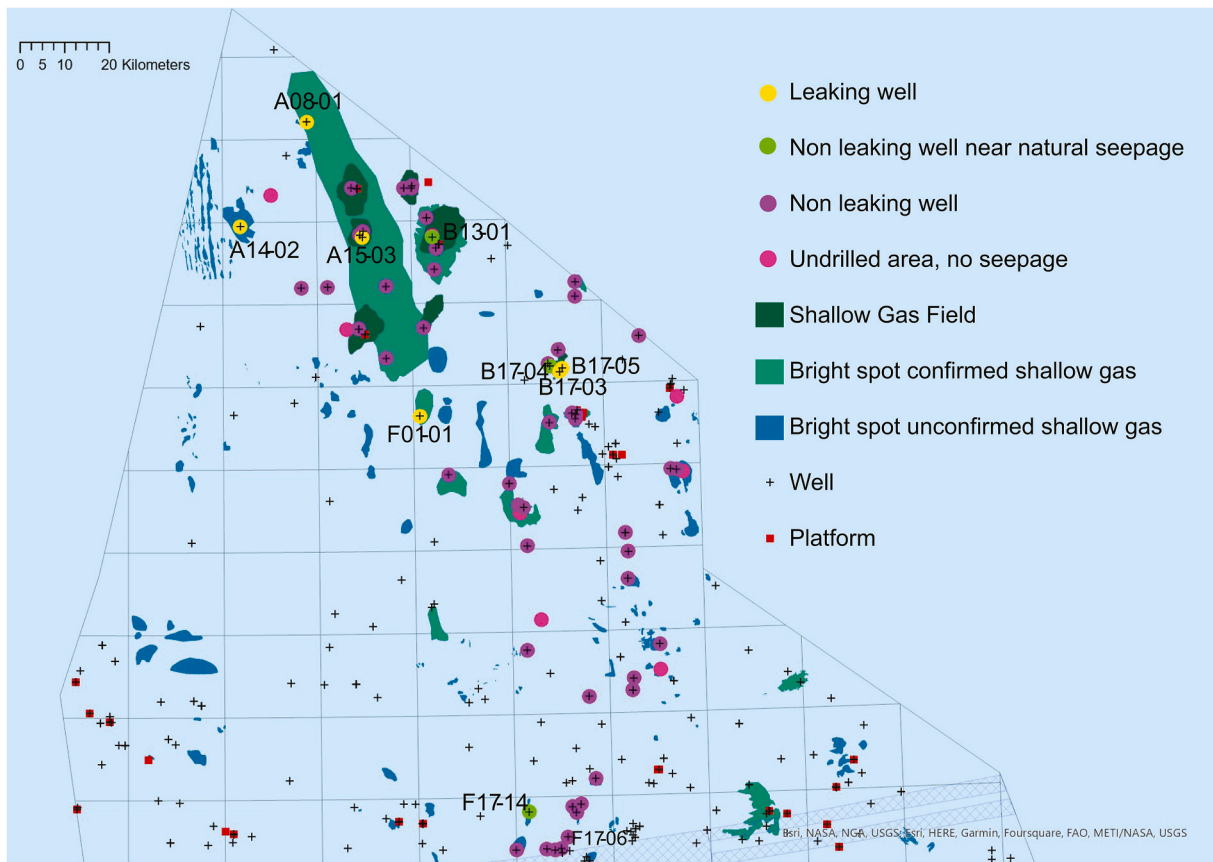 0 5 10 20 Kilometers
A08-01
A14-02
A15-03
B13-01
B17-04
B17-05
B17-03
F01-01
F17-14
F17-06
Leaking well
Non leaking well near natural seepage
Non leaking well
Undrilled area, no seepage
Shallow Gas Field
Bright spot confirmed shallow gas
Bright spot unconfirmed shallow gas
Well
Platform
Esri, NASA, NGA, USGS, Esri, HERE, Garmin, Foursquare, FAO, METI/NASA, USGS